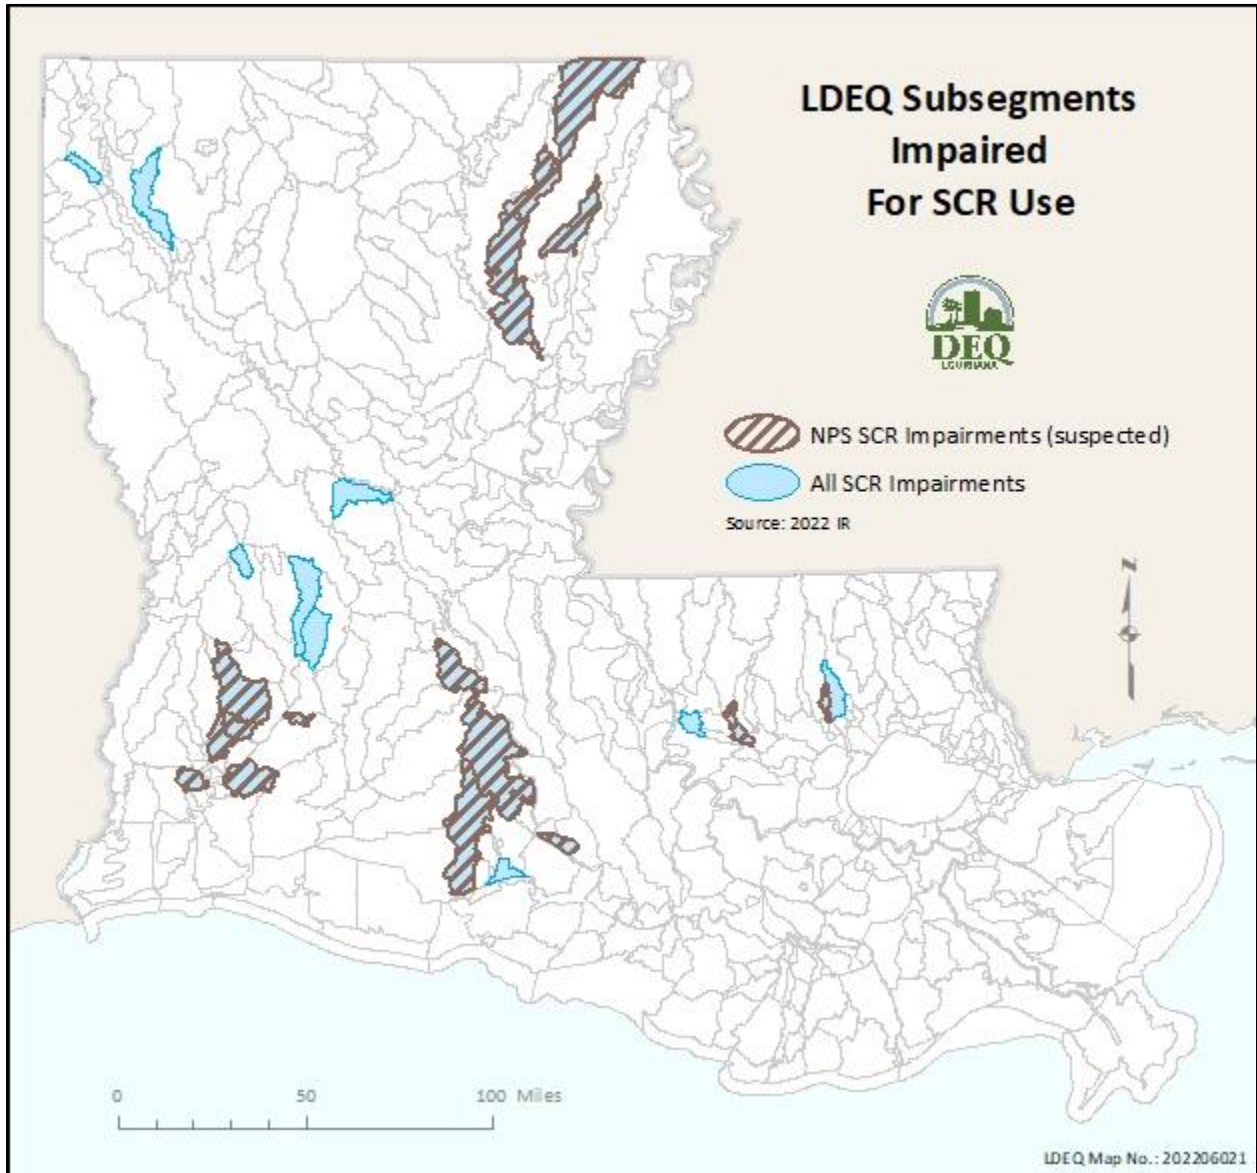 LDEQ Subsegments
Impaired
For SCR Use
DEQ
LOUISIANA
NPS SCR Impairments (suspected)
All SCR Impairments
Source: 2022 IR
N
0 50 100 Miles
LDEQ Map No.: 202206021